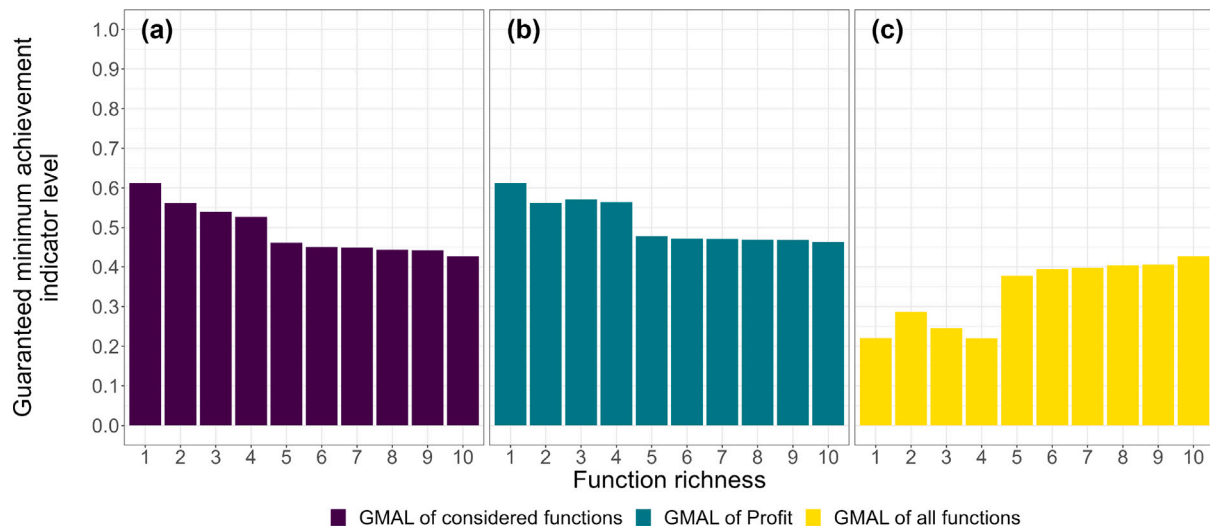 (a)
(b)
(c)
Guaranteed minimum achievement
indicator level
1.0
0.9
0.8
0.7
0.6
0.5
0.4
0.3
0.2
0.1
0.0
1 2 3 4 5 6 7 8 9 10
1 2 3 4 5 6 7 8 9 10
1 2 3 4 5 6 7 8 9 10
Function richness
GMAL of considered functions GMAL of Profit GMAL of all functions